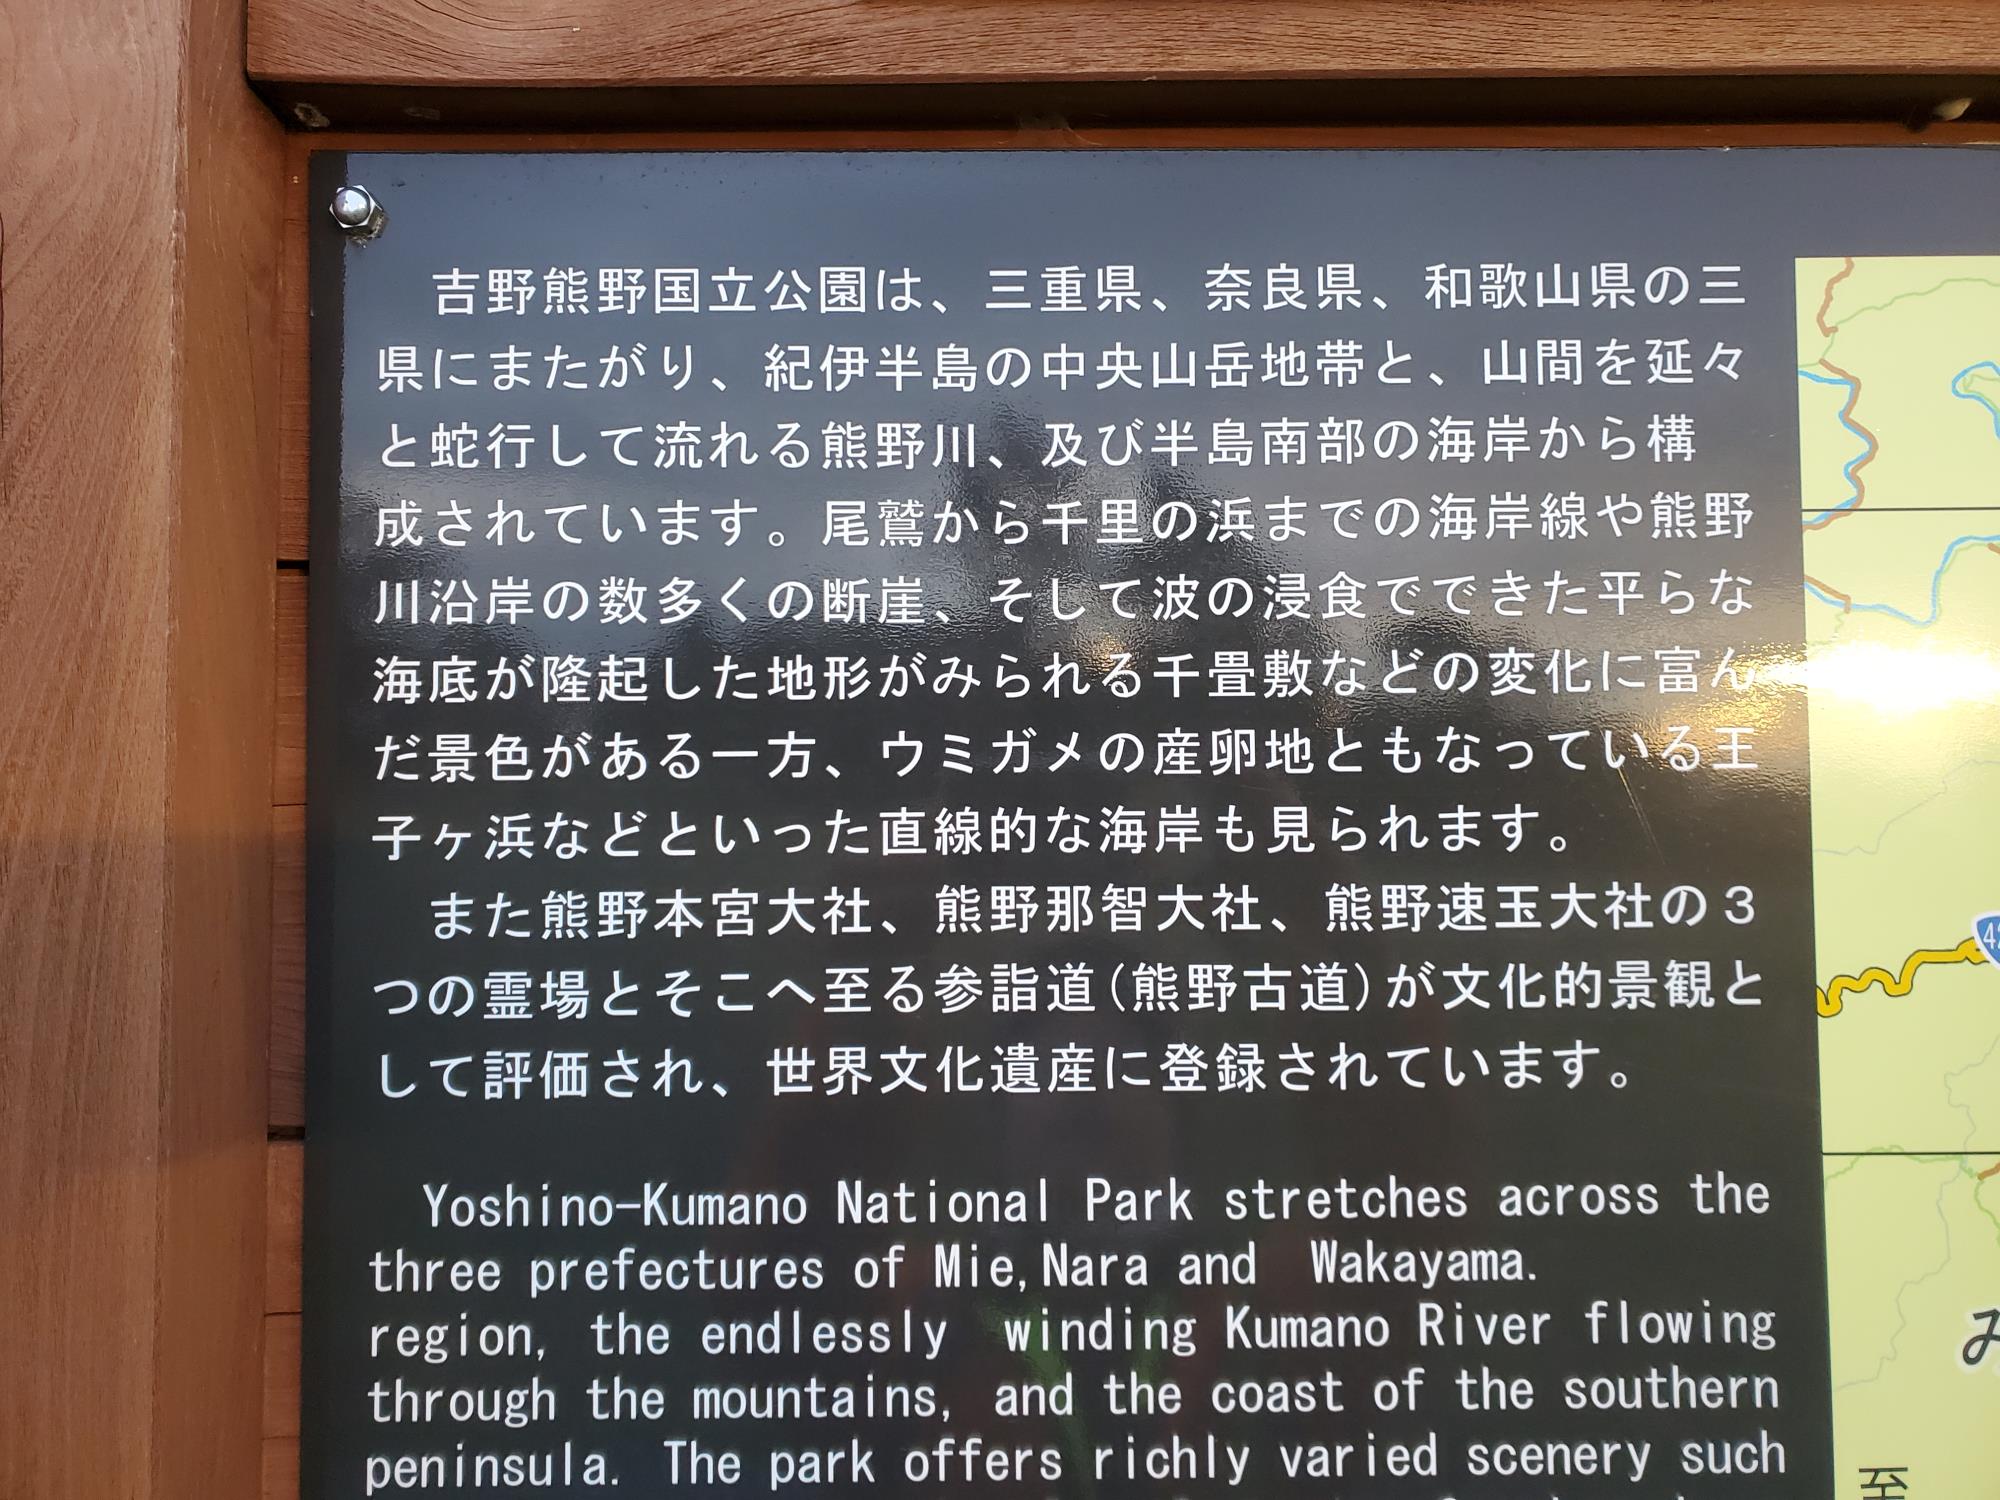 吉野熊野国立公園は、三重県、奈良県、和歌山県の三
県にまたがり、紀伊半島の中央山岳地帯と、山間を延々
と蛇行して流れる熊野川、及び半島南部の海岸から構
成されています。尾鷲から千里の浜までの海岸線や熊野
川沿岸の数多くの断崖、そして波の浸食でできた平らな
海底が隆起した地形がみられる千畳敷などの変化に富ん
だ景色がある一方、ウミガメの産卵地ともなっている王
子ヶ浜などといった直線的な海岸も見られます。
また熊野本宮大社、熊野那智大社、熊野速玉大社の３
つの霊場とそこへ至る参詣道(熊野古道)が文化的景観と
して評価され、世界文化遺産に登録されています。
Yoshino-Kumano National Park stretches across the
three prefectures of Mie,Nara and Wakayama.
region, the endlessly winding Kumano River flowing
through the mountains, and the coast of the southern
peninsula. The park offers richly varied scenery such
42
み
至